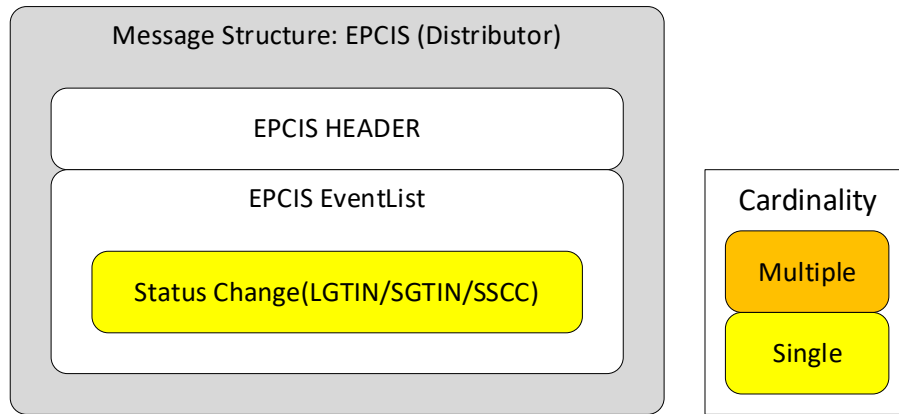 Message Structure: EPCIS (Distributor)
EPCIS HEADER
EPCIS EventList
Status Change(LGTIN/SGTIN/SSCC)
Cardinality
Multiple
Single